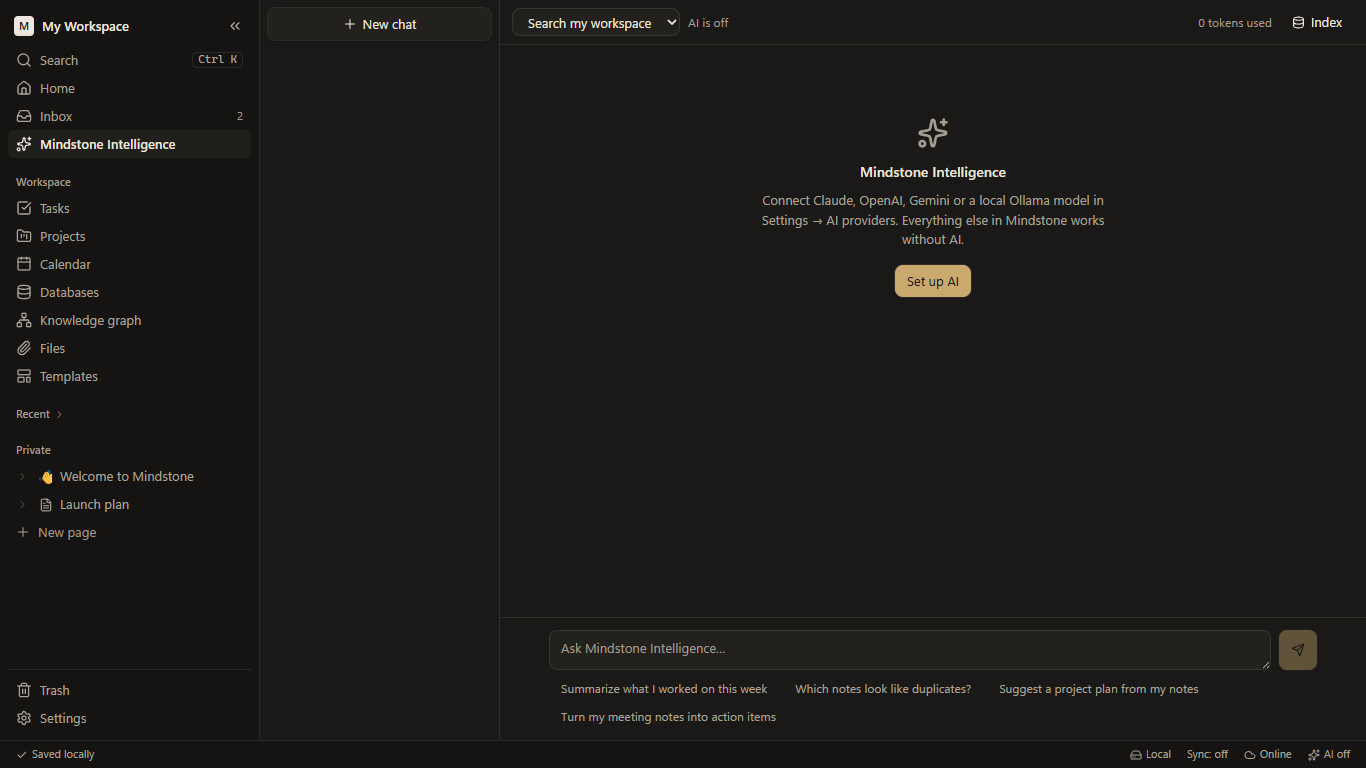 M My Workspace
Search Ctrl K
Home
Inbox 2
Mindstone Intelligence
Workspace
Tasks
Projects
Calendar
Databases
Knowledge graph
Files
Templates
Recent
Private
Welcome to Mindstone
Launch plan
New page
Trash
Settings
New chat
Search my workspace AI is off
0 tokens used Index
Mindstone Intelligence
Connect Claude, OpenAI, Gemini or a local Ollama model in
Settings → AI providers. Everything else in Mindstone works
without AI.
Set up AI
Ask Mindstone Intelligence...
Summarize what I worked on this week Which notes look like duplicates? Suggest a project plan from my notes
Turn my meeting notes into action items
Saved locally Local Sync: off Online AI off